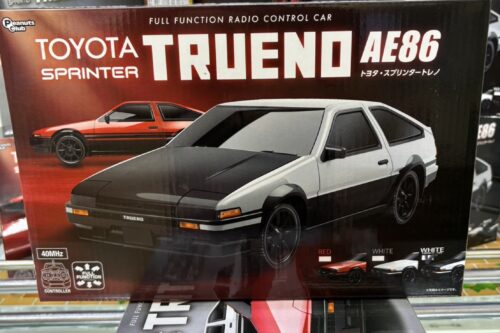 Peanuts Club
FULL FUNCTION RADIO CONTROL CAR
TOYOTA
SPRINTER
TRUENO
AE86
トヨタ・スプリンタートレノ
TRUENO
RED
WHITE
WHITE
40MHz
CONTROLLER
FULL FUNCTION
AE86